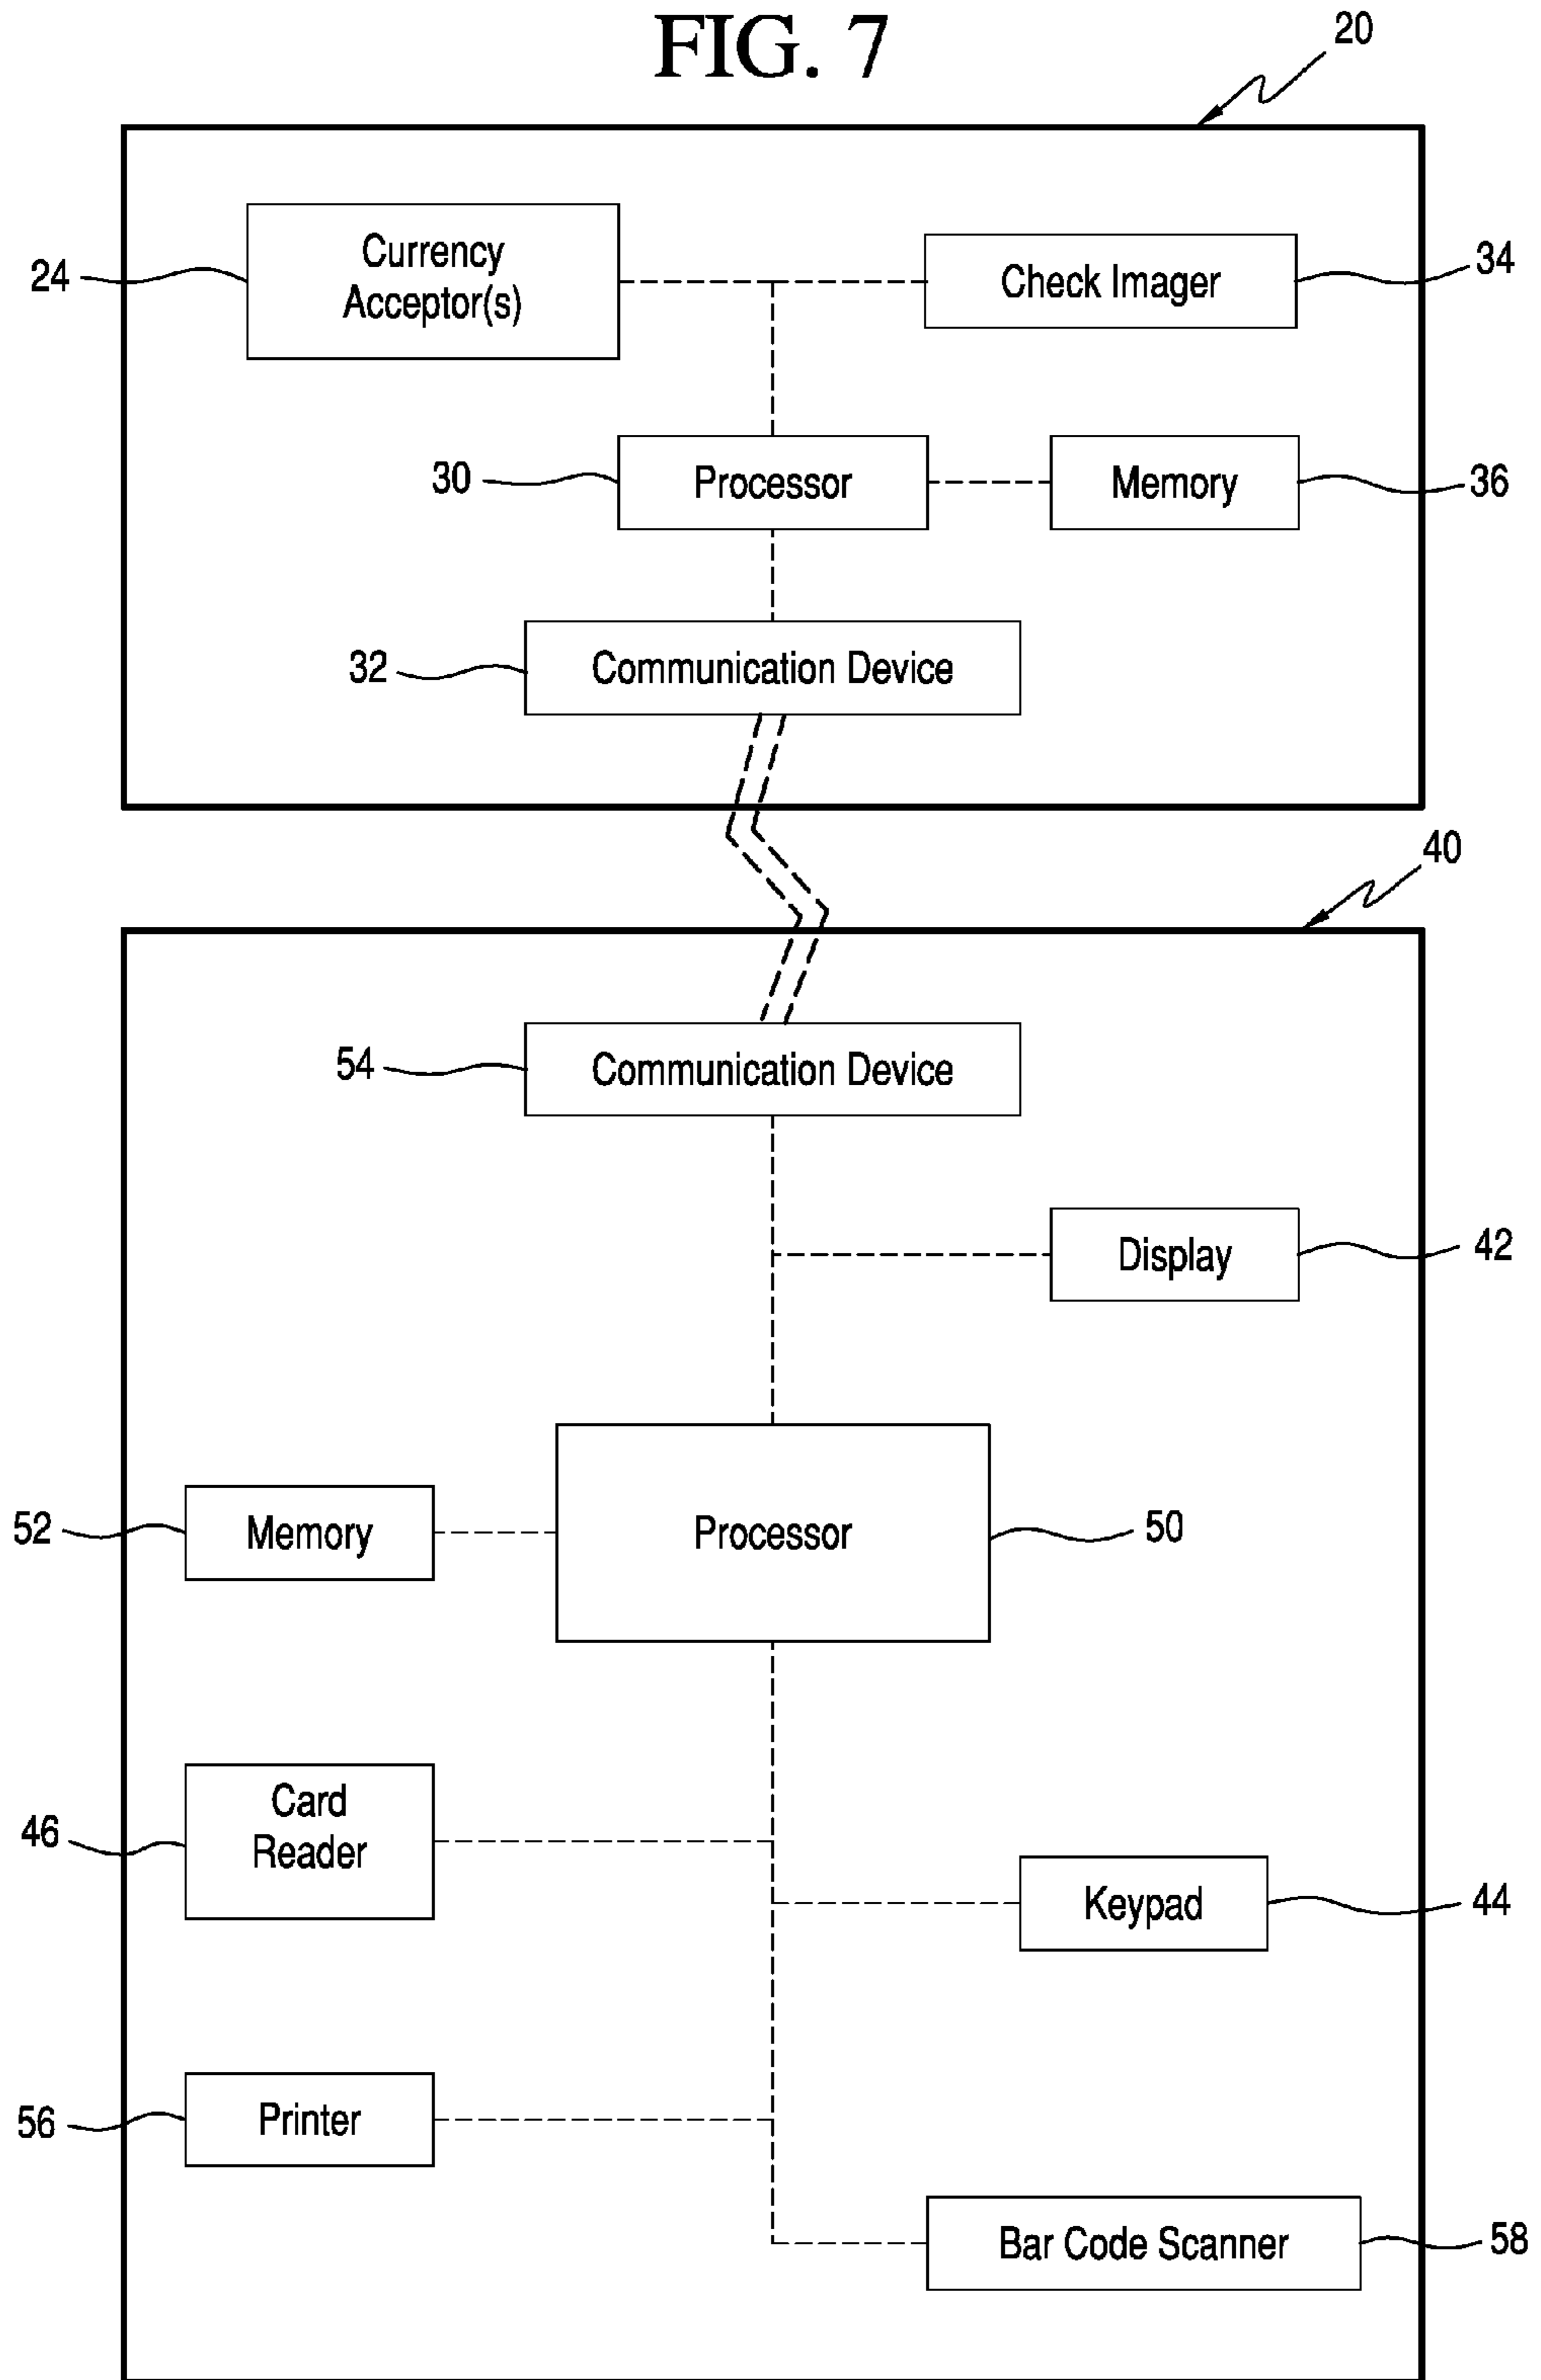 FIG. 7
20
Currency
Acceptor(s)
24
Check Imager
34
30
Processor
Memory
36
32
Communication Device
40
54
Communication Device
Display
42
52
Memory
Processor
50
46
Card
Reader
Keypad
44
56
Printer
Bar Code Scanner
58